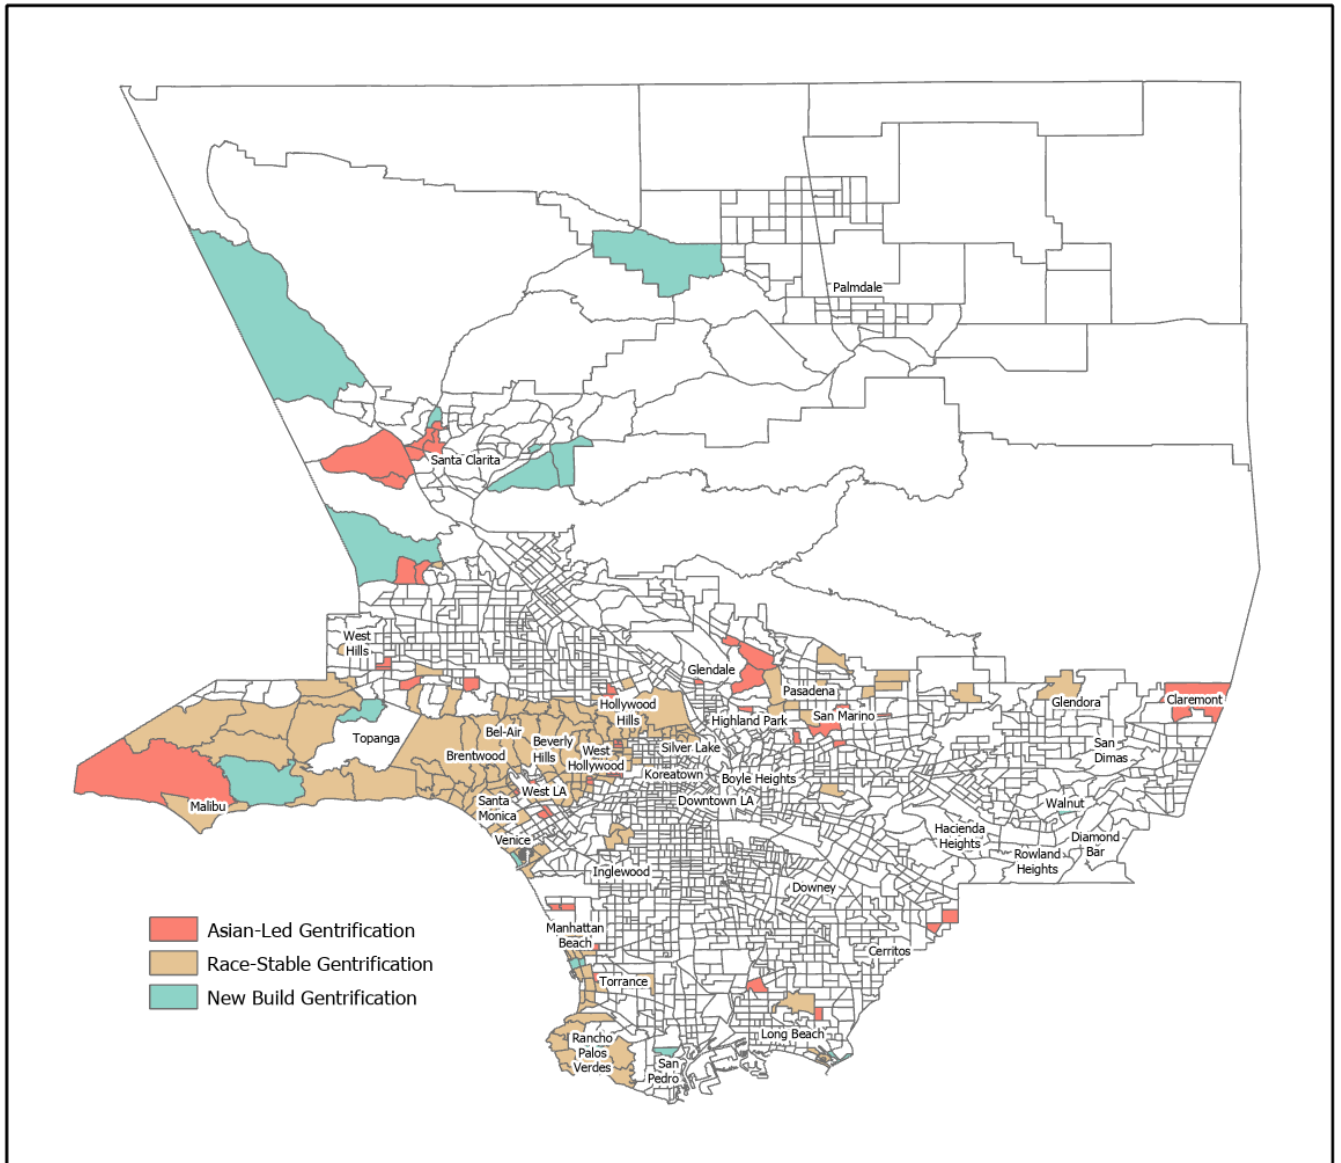 Palmdale
Santa Clarita
West
Hills
Glendale
Pasadena
Hollywood
Hills
Glendora
Claremont
Highland Park
San Marino
Topanga
Bel-Air
Brentwood
Beverly
Hills
West
Hollywood
Silver Lake
San
Dimas
Koreatown
Boyle Heights
West LA
Downtown LA
Malibu
Santa
Monica
Walnut
Venice
Hacienda
Heights
Diamond
Bar
Rowland
Heights
Inglewood
Downey
Manhattan
Beach
Cerritos
Torrance
Long Beach
Rancho
Palos
Verdes
San
Pedro
Asian-Led Gentrification
Race-Stable Gentrification
New Build Gentrification